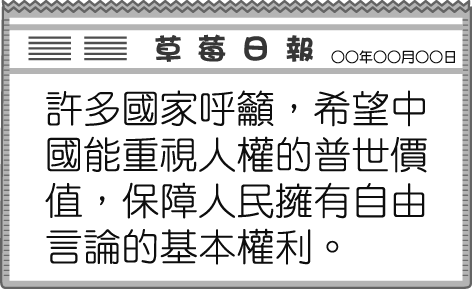 草莓日報 〇〇年〇〇月〇〇日
許多國家呼籲，希望中
國能重視人權的普世價
值，保障人民擁有自由
言論的基本權利。